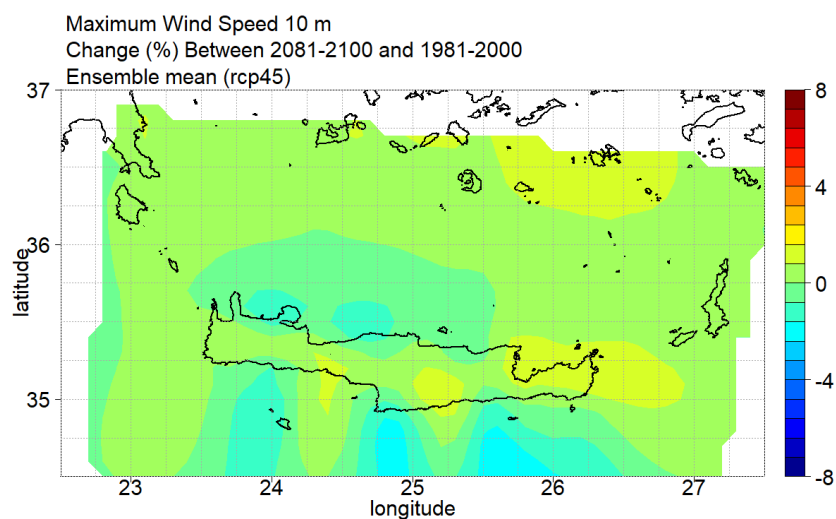 Maximum Wind Speed 10 m
Change (%) Between 2081-2100 and 1981-2000
Ensemble mean (rcp45)
37
36
35
latitude
23
24
25
26
27
longitude
8
4
0
-4
-8